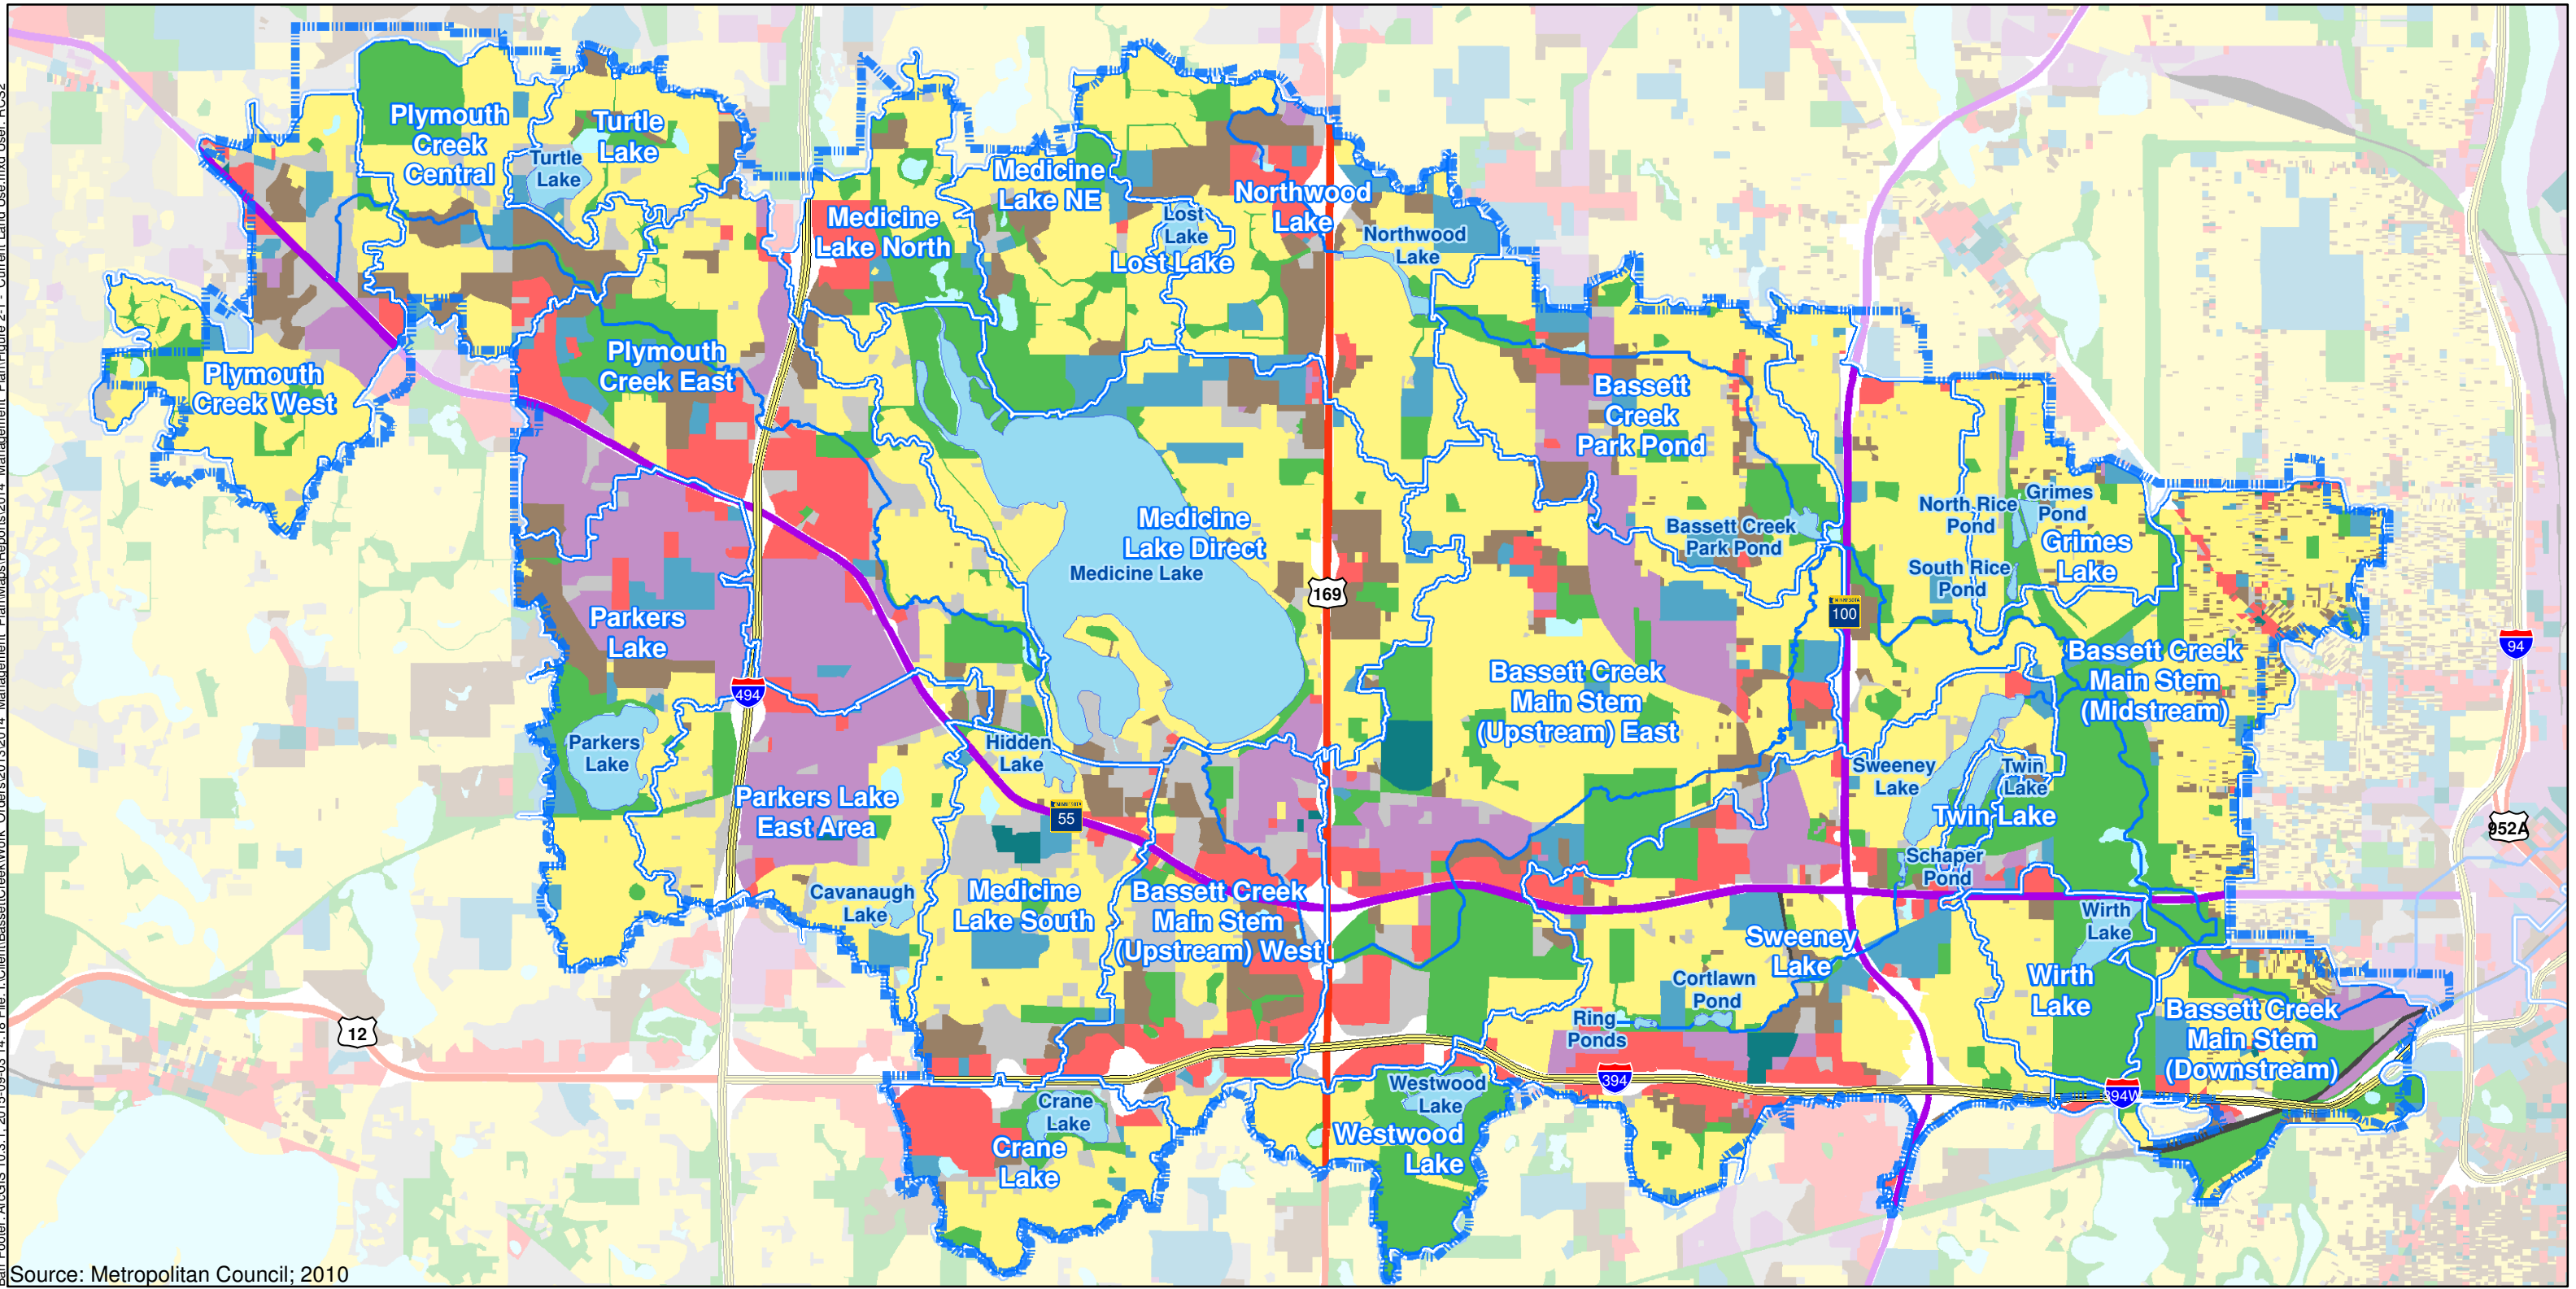 Plymouth
Creek
Central
Turtle
Lake
Turtle
Lake
Medicine
Lake North
Medicine
Lake NE
Lost
Lake
Lost Lake
Northwood
Lake
Northwood
Lake
Plymouth
Creek West
Plymouth
Creek East
Bassett
Creek
Park Pond
Bassett Creek
Park Pond
Medicine
Lake Direct
Medicine Lake
169
100
North Rice
Pond
Grimes
Pond
Grimes
Lake
South Rice
Pond
Parkers
Lake
494
94
Bassett Creek
Main Stem
(Midstream)
Bassett Creek
Main Stem
(Upstream) East
Parkers
Lake
Hidden
Lake
Sweeney
Lake
Twin
Lake
Twin Lake
Parkers Lake
East Area
55
952A
Schaper
Pond
Cavanaugh
Lake
Medicine
Lake South
Bassett Creek
Main Stem
(Upstream) West
Sweeney
Lake
Wirth
Lake
Wirth
Lake
Cortlawn
Pond
Ring
Ponds
Bassett Creek
Main Stem
(Downstream)
12
394
94W
Crane
Lake
Crane
Lake
Westwood
Lake
Westwood
Lake
Source: Metropolitan Council; 2010